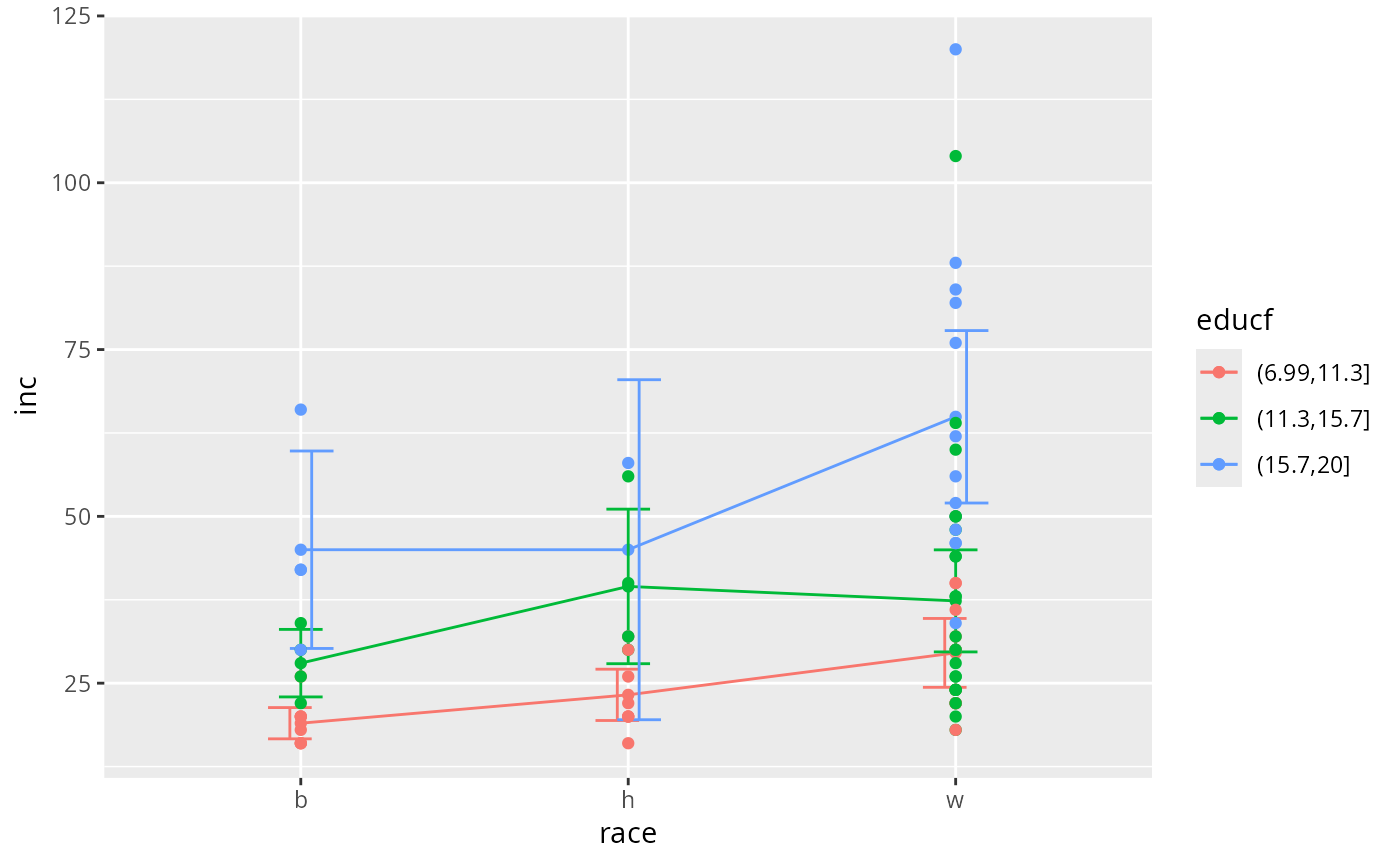 125
100
75
50
25
inc
b h w
race
educf
(6.99,11.3]
(11.3,15.7]
(15.7,20]